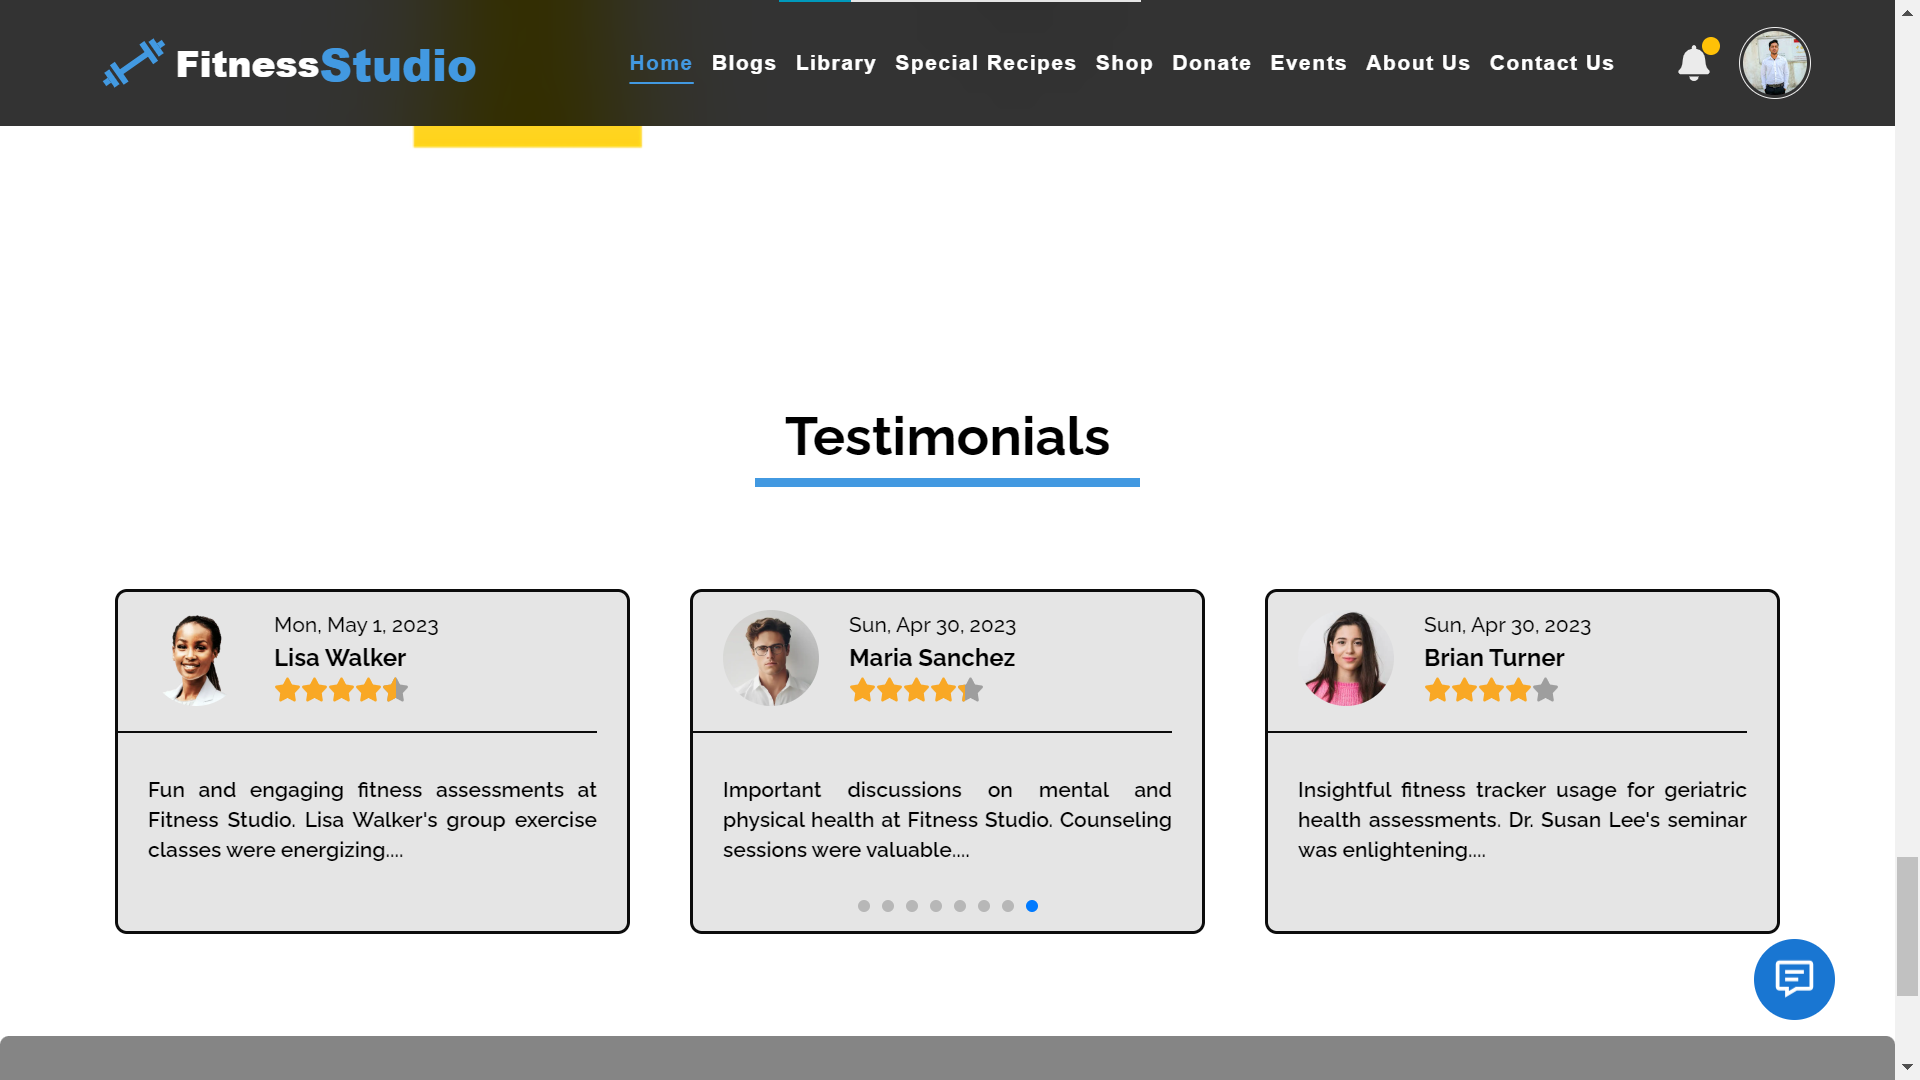 FitnessStudio
Home Blogs Library Special Recipes Shop Donate Events About Us Contact Us
Testimonials
Mon, May 1, 2023
Lisa Walker
Fun and engaging fitness assessments at
Fitness Studio. Lisa Walker's group exercise
classes were energizing....
Sun, Apr 30, 2023
Maria Sanchez
Important discussions on mental and
physical health at Fitness Studio. Counseling
sessions were valuable....
Sun, Apr 30, 2023
Brian Turner
Insightful fitness tracker usage for geriatric
health assessments. Dr. Susan Lee's seminar
was enlightening....